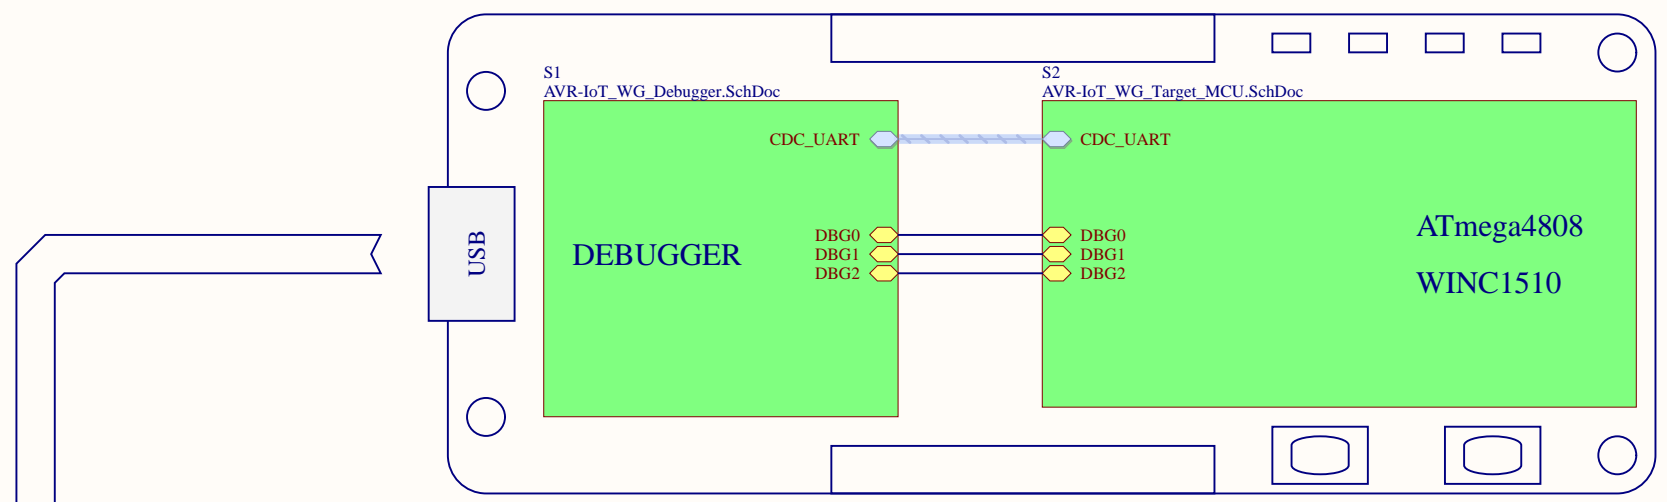 S1
AVR-IoT_WG_Debugger.SchDoc
CDC_UART
DEBUGGER
DBG0
DBG1
DBG2
USB
S2
AVR-IoT_WG_Target_MCU.SchDoc
CDC_UART
DBG0
DBG1
DBG2
ATmega4808
WINC1510